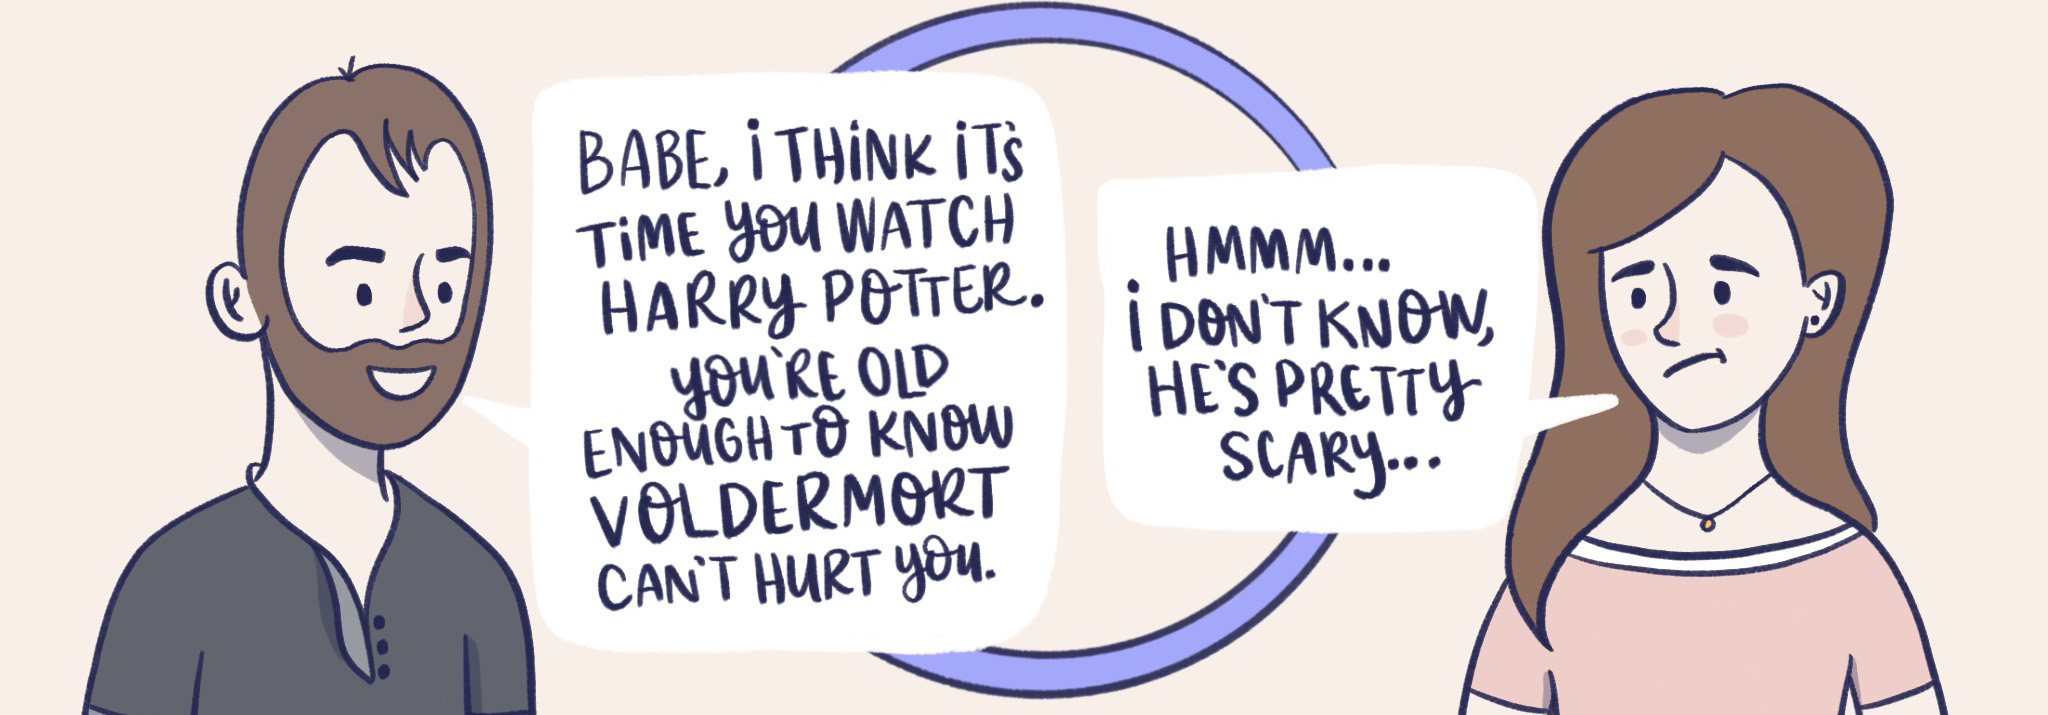 BABE, i THiNK iT's
TiME YOU WATCH
HARRY POTTER.
YOU'RE OLD
ENOUGH TO KNOW
VOLDERMORT
CAN'T HURT YOU.
HMMM...
i DON'T KNOW,
HE'S PRETTY
SCARY...